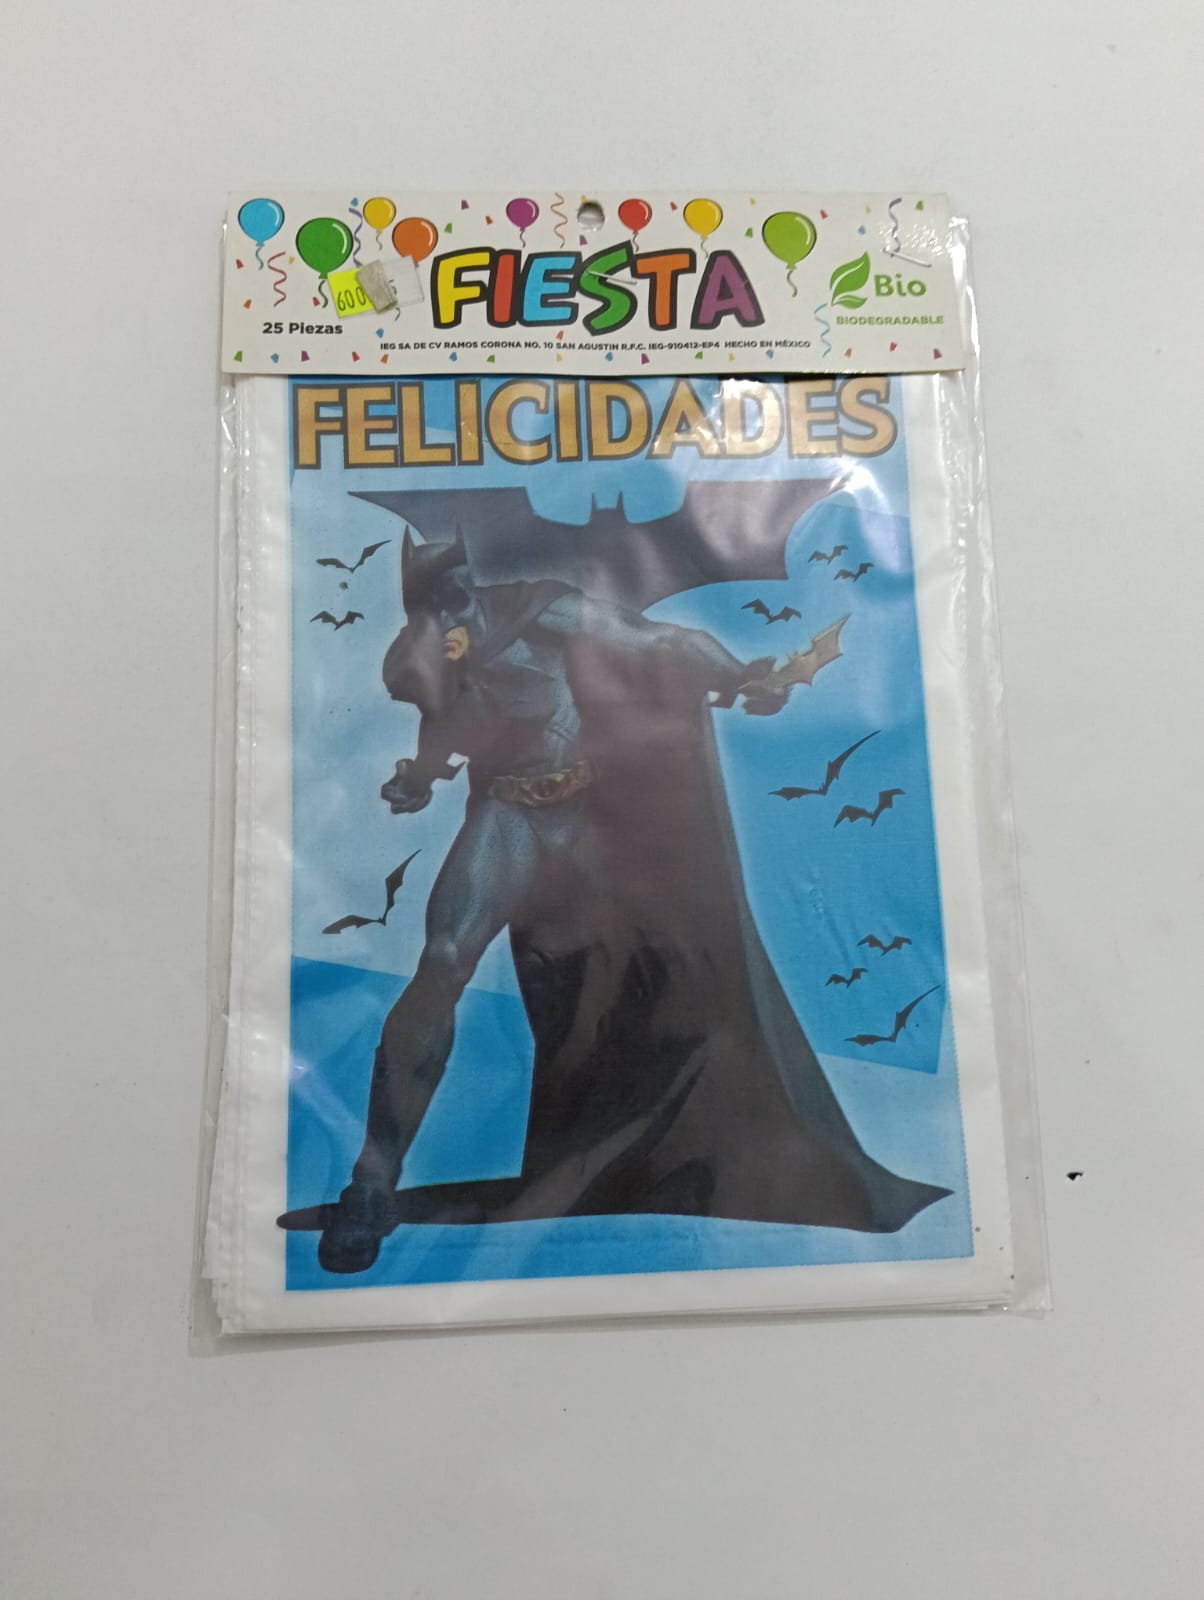 FIESTA
600
Bio
BIODEGRADABLE
25 Piezas
IEG SA DE CV RAMOS CORONA NO. 10 SAN AGUSTIN R.F.C. IEG-910412-EP4 HECHO EN MÉXICO
FELICIDADES